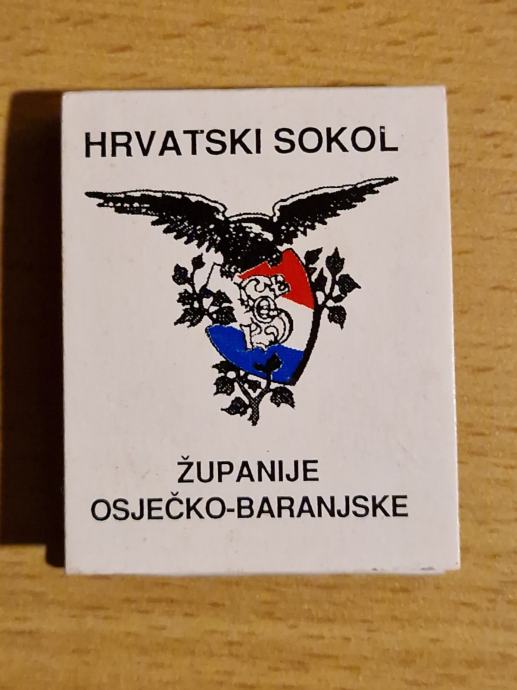 HRVATSKI SOKOL
ŽUPANIJE
OSJEČKO-BARANJSKE